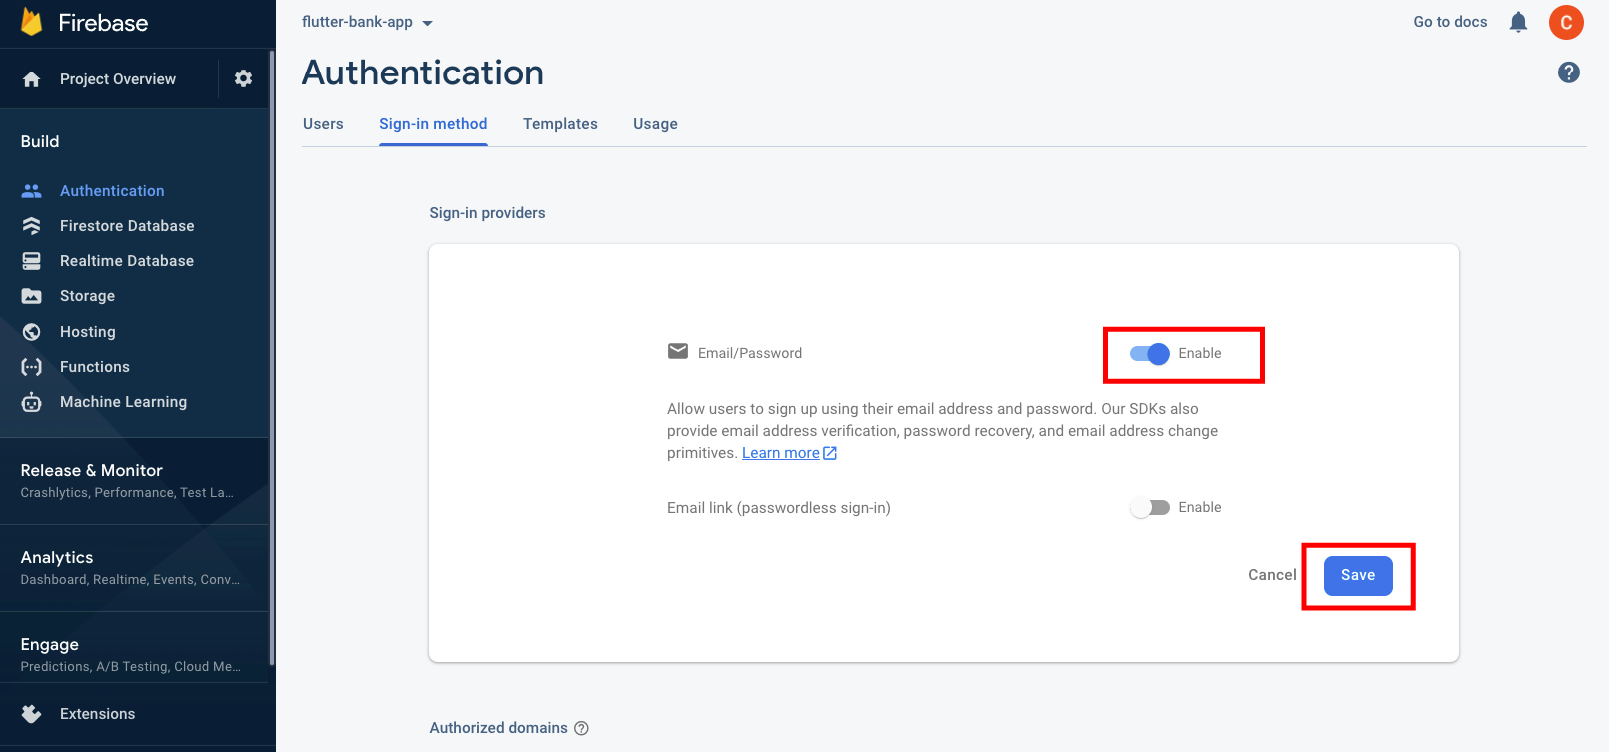 Firebase
Project Overview
Build
Authentication
Firestore Database
Realtime Database
Storage
Hosting
Functions
Machine Learning
Release & Monitor
Crashlytics, Performance, Test La...
Analytics
Dashboard, Realtime, Events, Conv...
Engage
Predictions, A/B Testing, Cloud Me...
Extensions
flutter-bank-app
Go to docs
C
Authentication
?
Users Sign-in method Templates Usage
Sign-in providers
Email/Password
Enable
Allow users to sign up using their email address and password. Our SDKs also
provide email address verification, password recovery, and email address change
primitives. Learn more
Email link (passwordless sign-in)
Enable
Cancel
Save
Authorized domains ?